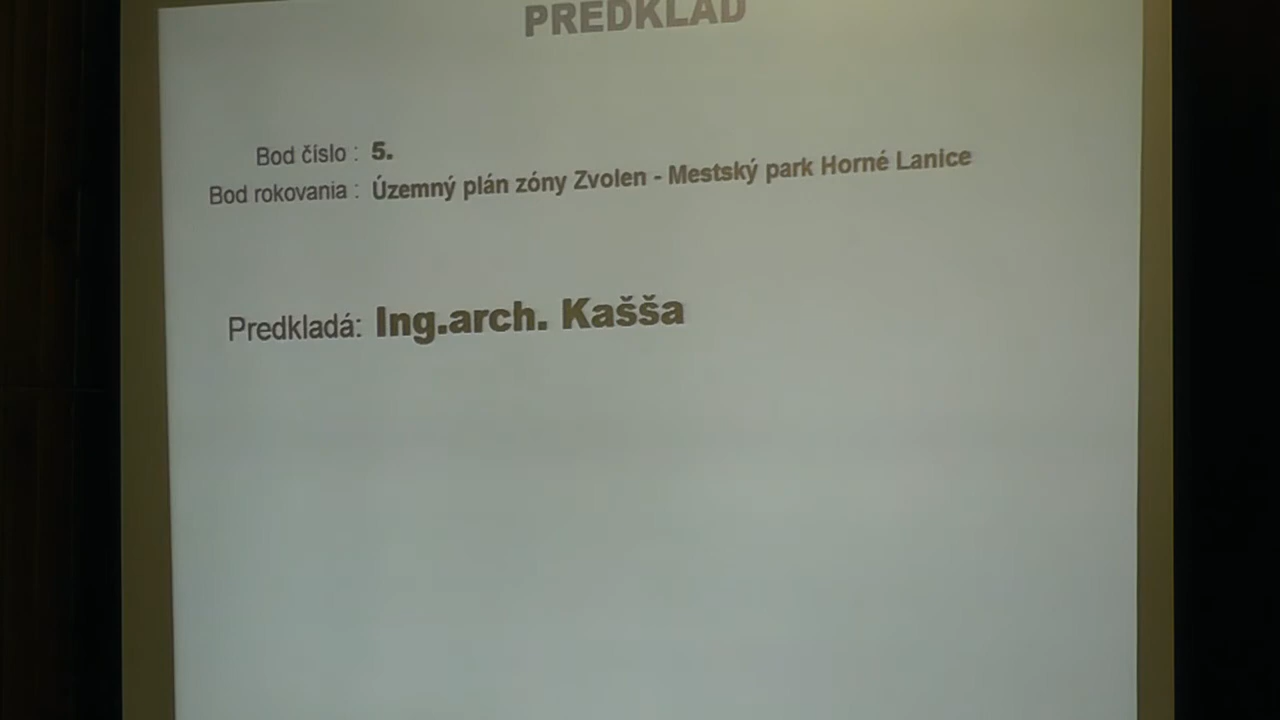 PREDKLAD
Bod číslo : 5.
Bod rokovania : Územný plán zóny Zvolen - Mestský park Horné Lanice
Predkladá: Ing.arch. Kašša